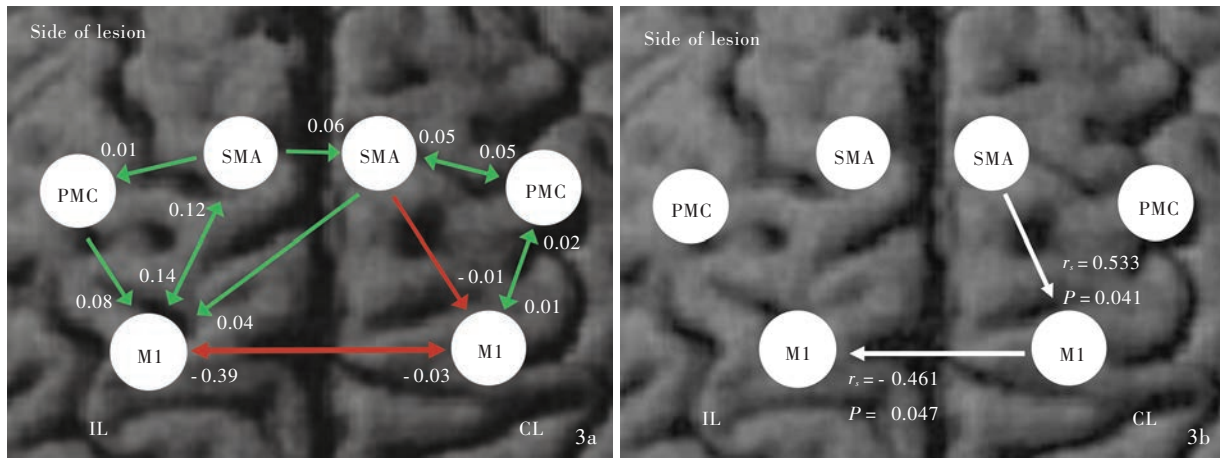 Side of lesion
0.06
0.05
0.01
SMA
SMA
0.05
PMC
PMC
0.12
0.02
0.14
- 0.01
0.08
0.04
0.01
M1
M1
- 0.39
- 0.03
IL
CL
3a
Side of lesion
SMA
SMA
PMC
PMC
rs = 0.533
P = 0.041
M1
M1
rs = - 0.461
P = 0.047
IL
CL
3b